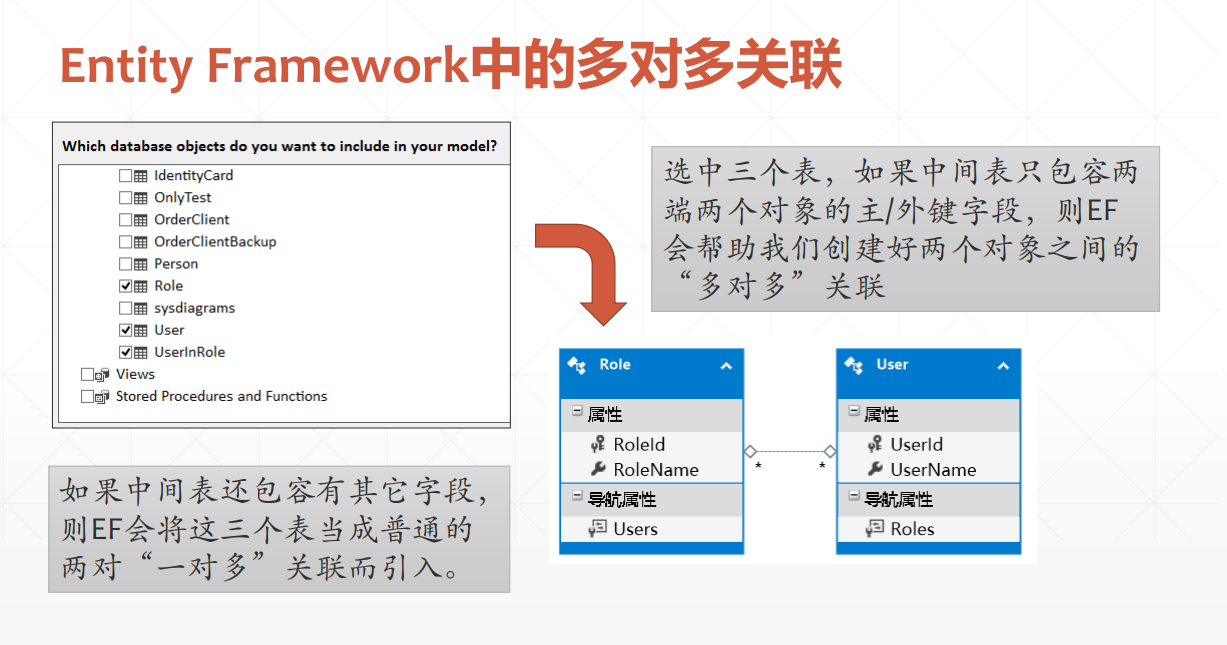 Entity Framework中的多对多关联
Which database objects do you want to include in your model?
IdentityCard
OnlyTest
OrderClient
OrderClientBackup
Person
Role
sysdiagrams
User
UserInRole
Views
Stored Procedures and Functions
选中三个表，如果中间表只包容两
端两个对象的主/外键字段，则EF
会帮助我们创建好两个对象之间的
“多对多”关联
Role
属性
RoleId
RoleName
导航属性
Users
*
*
User
属性
UserId
UserName
导航属性
Roles
如果中间表还包容有其它字段，
则EF会将这三个表当成普通的
两对“一对多”关联而引入。